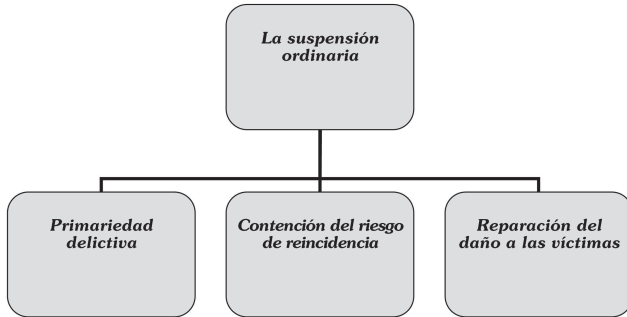 La suspensión
ordinaria
Primariedad
delictiva
Contención del riesgo
de reincidencia
Reparación del
daño a las víctimas